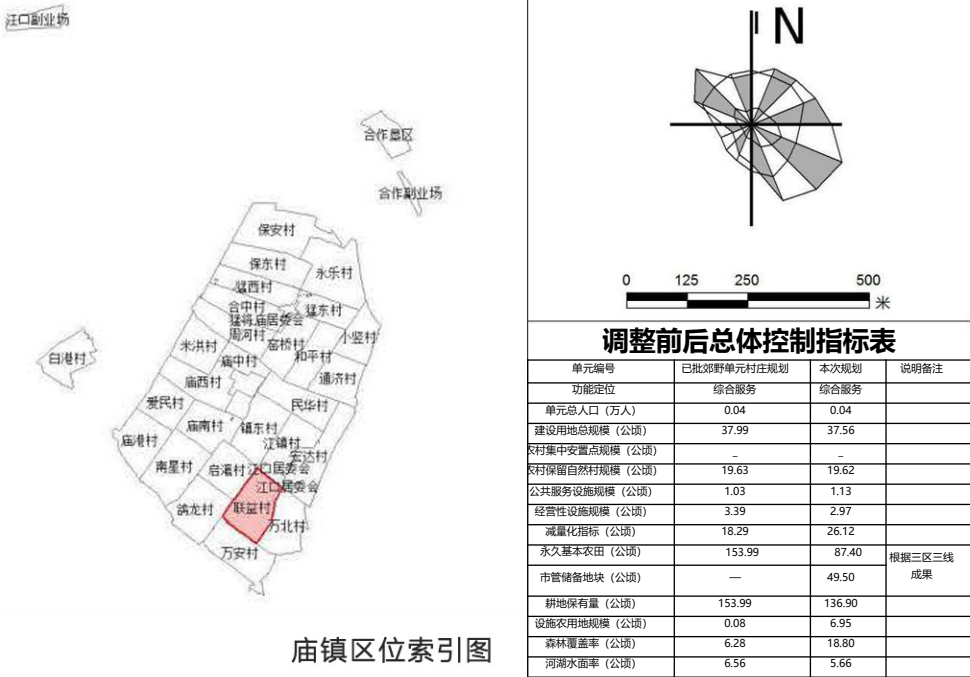 汪口副业场
合作垦区
合作副业场
保安村
保东村
永乐村
猛西村
合中村
猛东村
猛将庙居委会
周河村
小竖村
米洪村
窑桥村
和平村
白港村
庙中村
通济村
庙西村
爱民村
民华村
庙南村
镇东村
庙港村
江镇村
宏达村
南星村
启瀛村
江口居委会
江口居委会
鸽龙村
联益村
万北村
万安村
庙镇区位索引图
N
0 125 250 500
米
调整前后总体控制指标表
单元编号 已批郊野单元村庄规划 本次规划 说明备注
功能定位 综合服务 综合服务
单元总人口（万人） 0.04 0.04
建设用地总规模（公顷） 37.99 37.56
农村集中安置点规模（公顷） – –
农村保留自然村规模（公顷） 19.63 19.62
公共服务设施规模（公顷） 1.03 1.13
经营性设施规模（公顷） 3.39 2.97
减量化指标（公顷） 18.29 26.12
永久基本农田（公顷） 153.99 87.40 根据三区三线
成果
市管储备地块（公顷） — 49.50
耕地保有量（公顷） 153.99 136.90
设施农用地规模（公顷） 0.08 6.95
森林覆盖率（公顷） 6.28 18.80
河湖水面率（公顷） 6.56 5.66